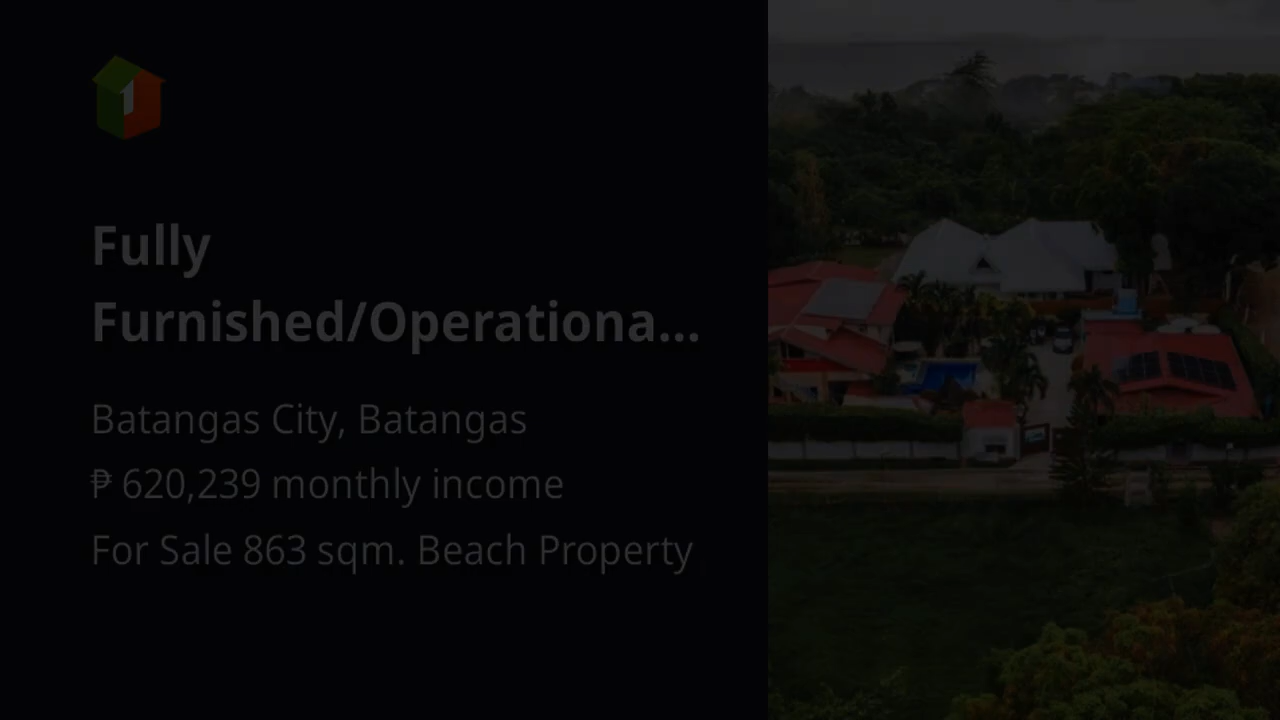 Fully
Furnished/Operationa...
Batangas City, Batangas
₱ 620,239 monthly income
For Sale 863 sqm. Beach Property